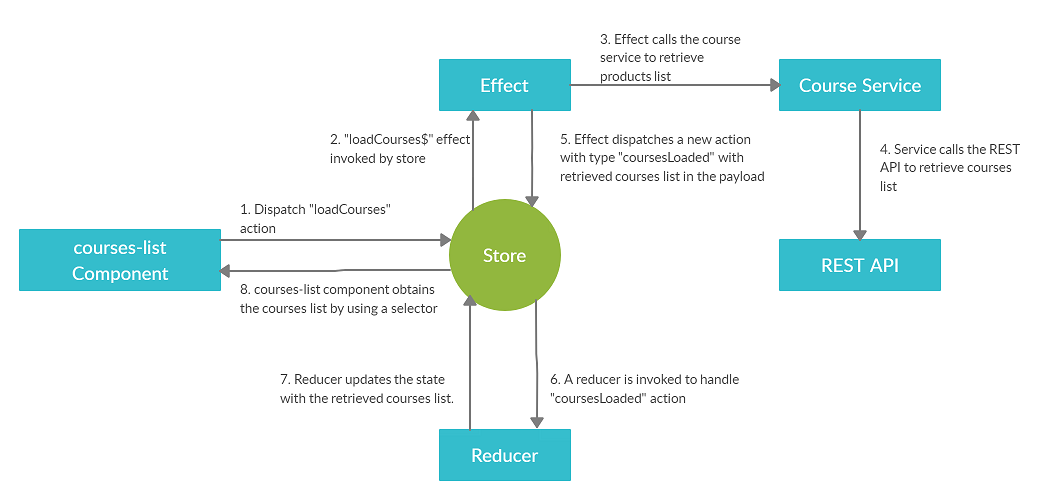 3. Effect calls the course
service to retrieve
products list
Effect
Course Service
2. "loadCourses$" effect
invoked by store
5. Effect dispatches a new action
with type "coursesLoaded" with
retrieved courses list in the payload
4. Service calls the REST
API to retrieve courses
list
1. Dispatch "loadCourses"
action
courses-list
Component
Store
REST API
8. courses-list component obtains
the courses list by using a selector
7. Reducer updates the state
with the retrieved courses list.
6. A reducer is invoked to handle
"coursesLoaded" action
Reducer